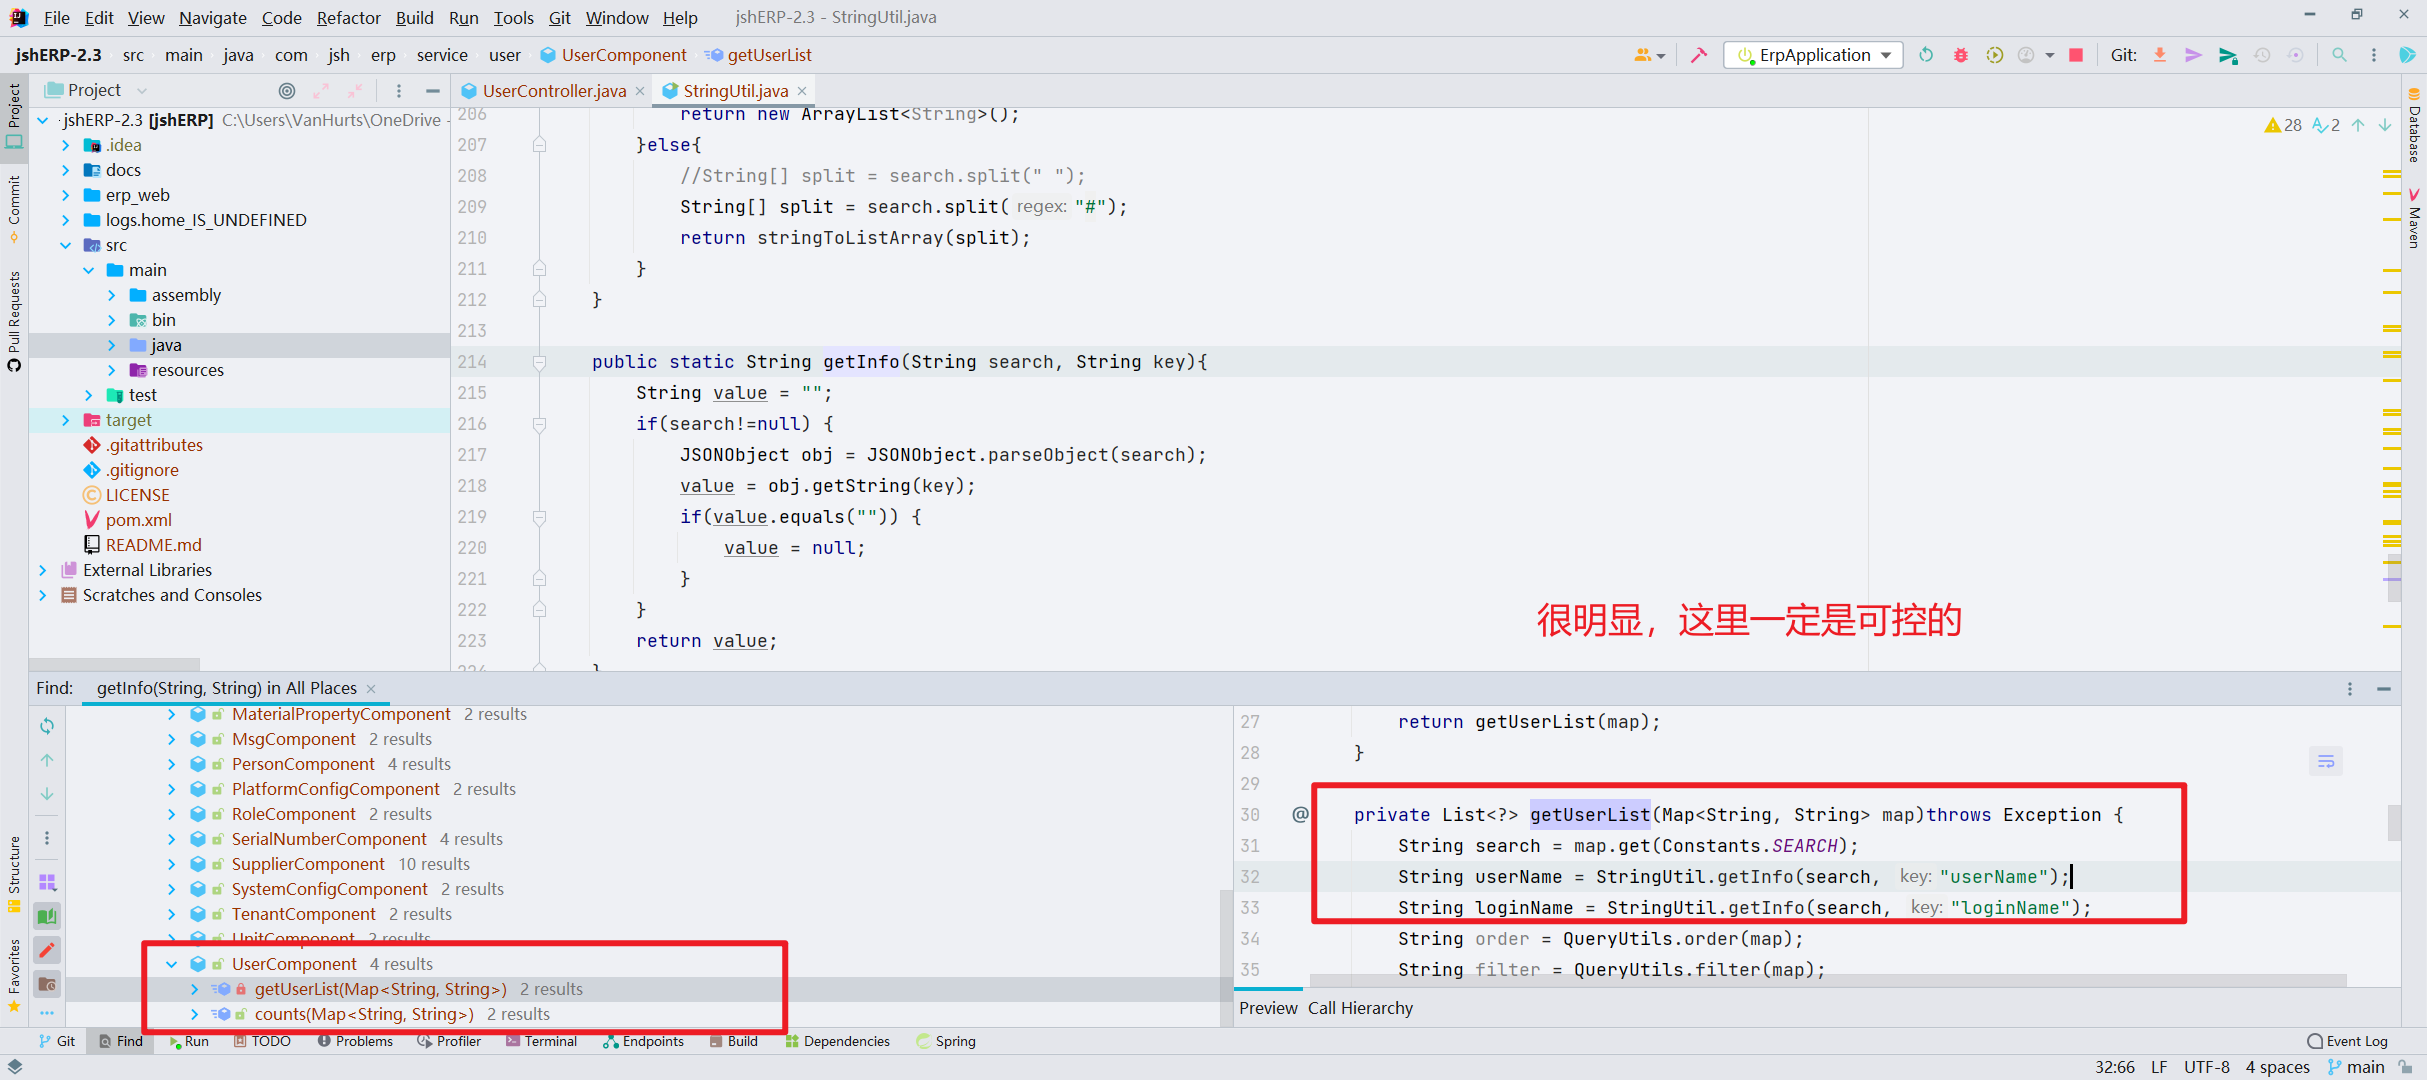 File Edit View Navigate Code Refactor Build Run Tools Git Window Help jshERP-2.3 - StringUtil.java
jshERP-2.3 src main java com jsh erp service user UserComponent getUserList ErpApplication Git:
Project
UserController.java StringUtil.java
jshERP-2.3 [jshERP] C:\Users\VanHurts\OneDrive -
.idea
docs
erp_web
logs.home_IS_UNDEFINED
src
main
assembly
bin
java
resources
test
target
.gitattributes
.gitignore
LICENSE
pom.xml
README.md
External Libraries
Scratches and Consoles
Project
Commit
Pull Requests
Structure
Favorites
28 2
206 return new ArrayList<String>();
207 }else{
208 //String[] split = search.split(" ");
209 String[] split = search.split( regex: "#");
210 return stringToListArray(split);
211 }
212 }
213
214 public static String getInfo(String search, String key){
215 String value = "";
216 if(search!=null) {
217 JSONObject obj = JSONObject.parseObject(search);
218 value = obj.getString(key);
219 if(value.equals("")) {
220 value = null;
221 }
222 }
223 return value;
224 }
很明显，这里一定是可控的
Database
Maven
Find: getInfo(String, String) in All Places
MaterialPropertyComponent 2 results
MsgComponent 2 results
PersonComponent 4 results
PlatformConfigComponent 2 results
RoleComponent 2 results
SerialNumberComponent 4 results
SupplierComponent 10 results
SystemConfigComponent 2 results
TenantComponent 2 results
UnitComponent 2 results
UserComponent 4 results
getUserList(Map<String, String>) 2 results
counts(Map<String, String>) 2 results
27 return getUserList(map);
28 }
29
30 @ private List<?> getUserList(Map<String, String> map)throws Exception {
31 String search = map.get(Constants.SEARCH);
32 String userName = StringUtil.getInfo(search, key: "userName");
33 String loginName = StringUtil.getInfo(search, key: "loginName");
34 String order = QueryUtils.order(map);
35 String filter = QueryUtils.filter(map);
Preview Call Hierarchy
Git Find Run TODO Problems Profiler Terminal Endpoints Build Dependencies Spring Event Log
32:66 LF UTF-8 4 spaces main